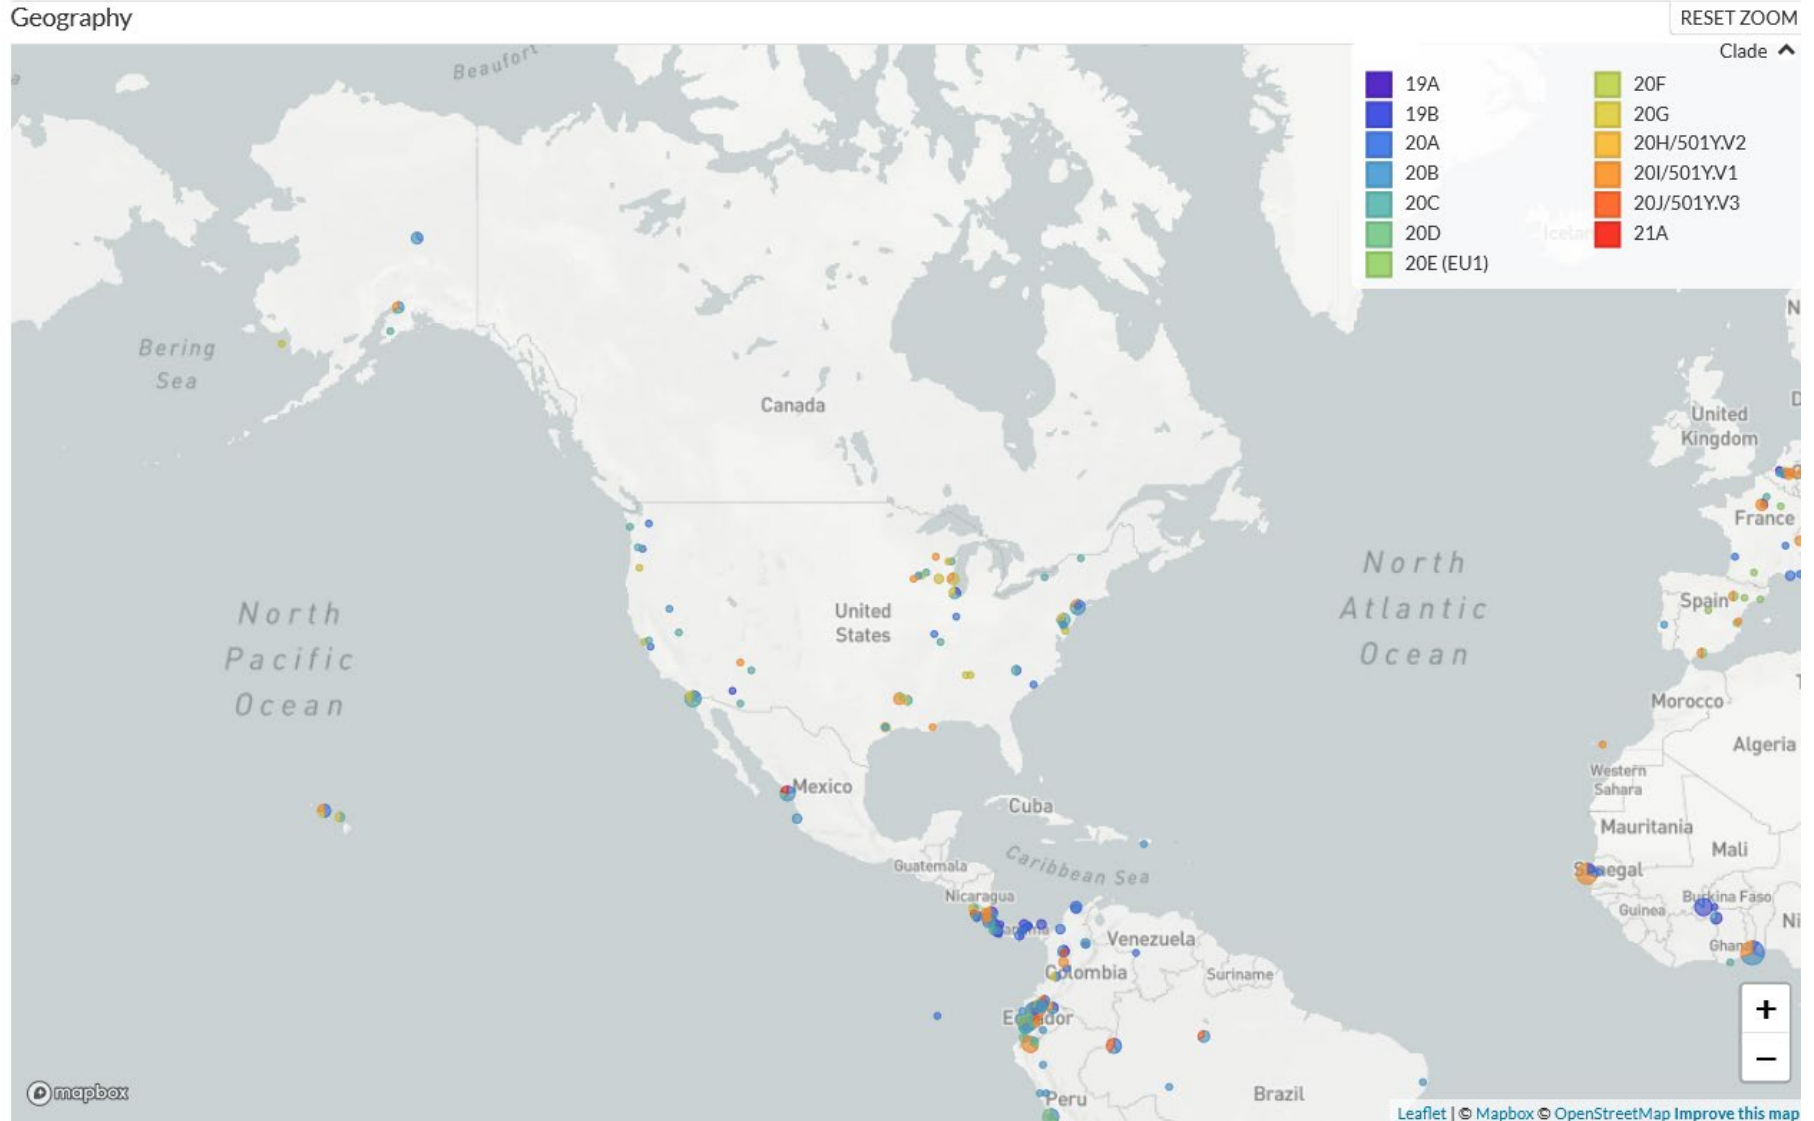 Geography
RESET ZOOM
Clade
19A
19B
20A
20B
20C
20D
20E (EU1)
20F
20G
20H/501Y.V2
20I/501Y.V1
20J/501Y.V3
21A
Beaufort
Bering
Sea
Canada
United
Kingdom
France
North
Pacific
Ocean
United
States
North
Atlantic
Ocean
Spain
Morocco
Algeria
Western
Sahara
Mexico
Cuba
Mauritania
Mali
Guatemala
Caribbean Sea
Senegal
Nicaragua
Burkina Faso
Guinea
Ni
Venezuela
Colombia
Suriname
Ecuador
Peru
Brazil
+
−
mapbox
Leaflet | © Mapbox © OpenStreetMap Improve this map